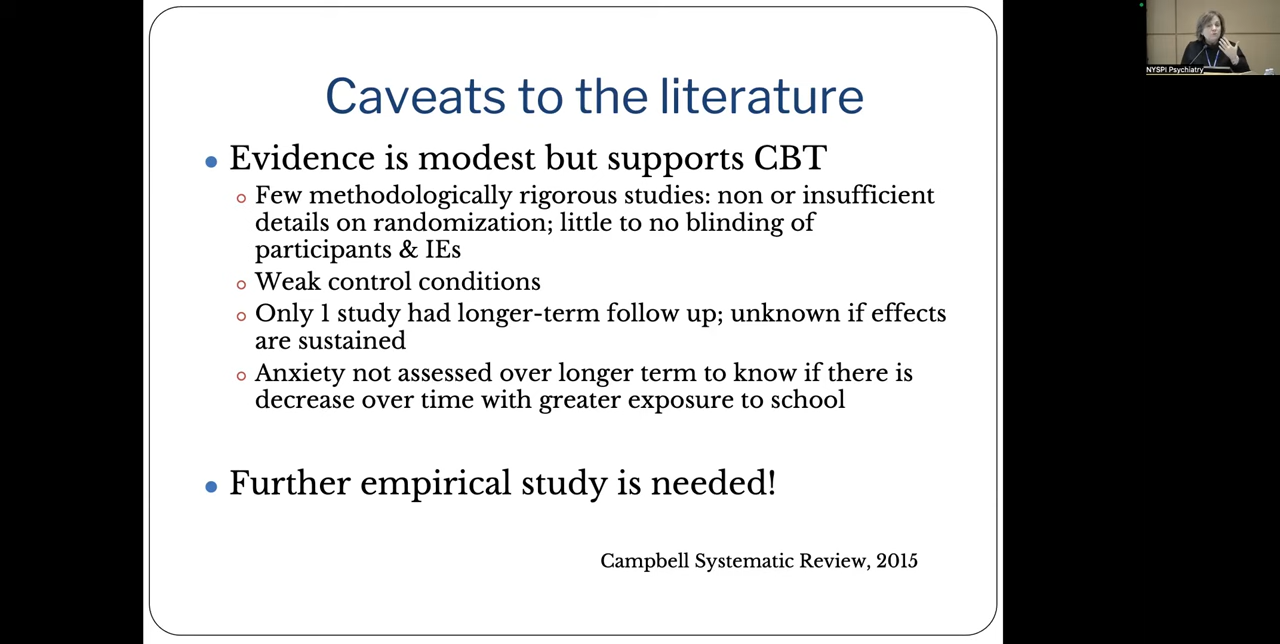 Caveats to the literature
Evidence is modest but supports CBT
Few methodologically rigorous studies: non or insufficient
details on randomization; little to no blinding of
participants & IEs
Weak control conditions
Only 1 study had longer-term follow up; unknown if effects
are sustained
Anxiety not assessed over longer term to know if there is
decrease over time with greater exposure to school
Further empirical study is needed!
Campbell Systematic Review, 2015
NYSPI Psychiatry